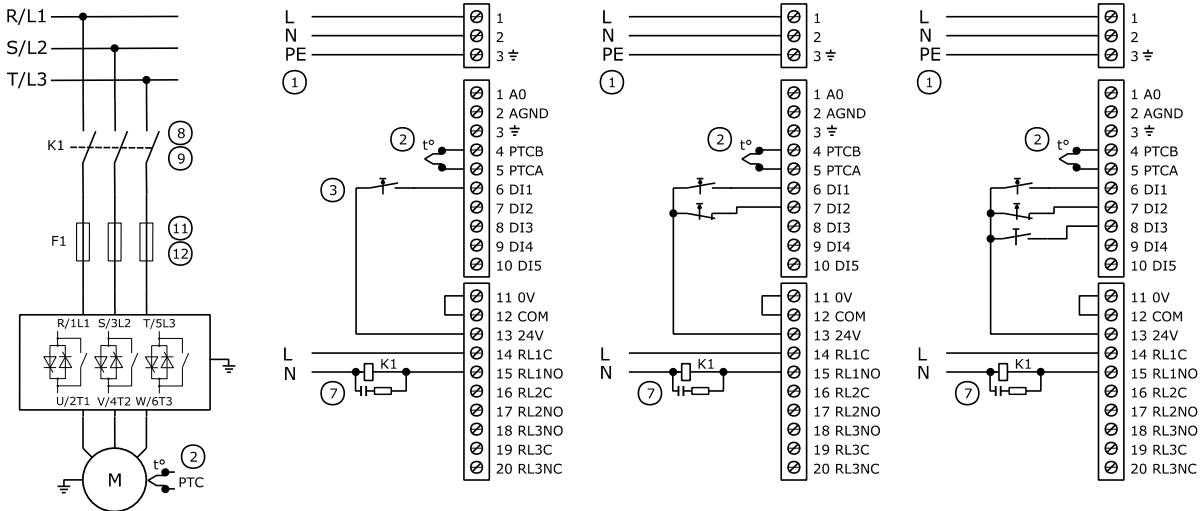 R/L1
S/L2
T/L3
K1
8
9
F1
11
12
R/1L1 S/3L2 T/5L3
U/2T1 V/4T2 W/6T3
M
t°
2
PTC
L
N
PE
1
2
3
1
1 A0
2 AGND
3
4 PTCB
5 PTCA
6 DI1
7 DI2
8 DI3
9 DI4
10 DI5
2
t°
3
11 0V
12 COM
13 24V
14 RL1C
15 RL1NO
16 RL2C
17 RL2NO
18 RL3NO
19 RL3C
20 RL3NC
L
N
K1
7
L
N
PE
1
2
3
1
1 A0
2 AGND
3
4 PTCB
5 PTCA
6 DI1
7 DI2
8 DI3
9 DI4
10 DI5
2
t°
11 0V
12 COM
13 24V
14 RL1C
15 RL1NO
16 RL2C
17 RL2NO
18 RL3NO
19 RL3C
20 RL3NC
L
N
K1
7
L
N
PE
1
2
3
1
1 A0
2 AGND
3
4 PTCB
5 PTCA
6 DI1
7 DI2
8 DI3
9 DI4
10 DI5
2
t°
11 0V
12 COM
13 24V
14 RL1C
15 RL1NO
16 RL2C
17 RL2NO
18 RL3NO
19 RL3C
20 RL3NC
L
N
K1
7